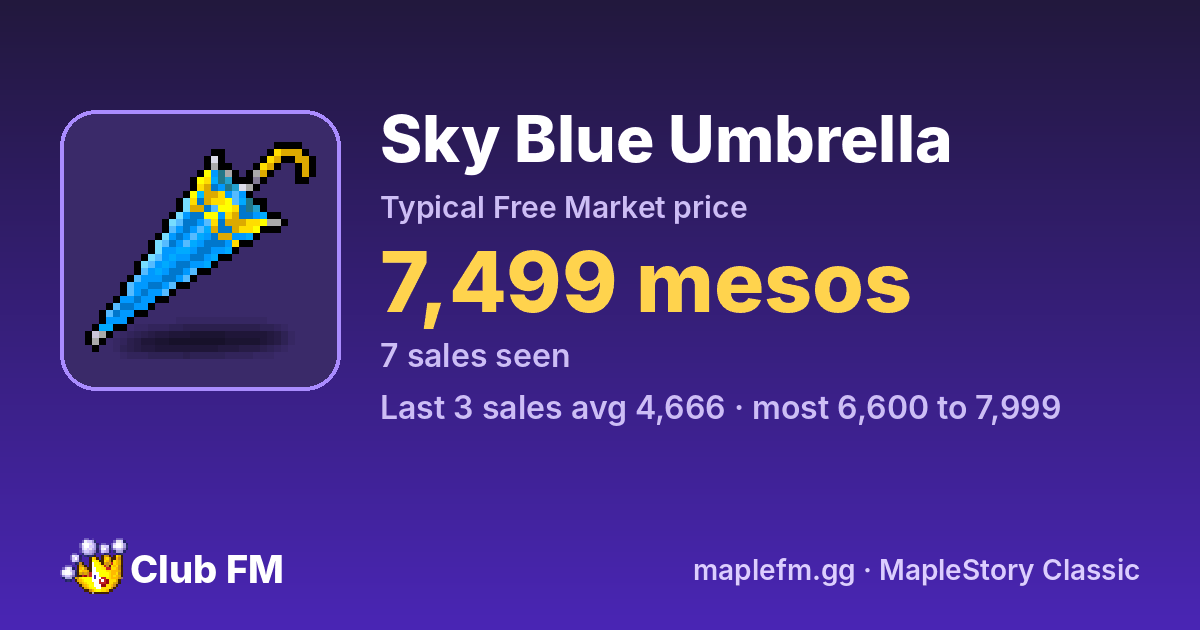 Sky Blue Umbrella
Typical Free Market price
7,499 mesos
7 sales seen
Last 3 sales avg 4,666 · most 6,600 to 7,999
Club FM
maplefm.gg · MapleStory Classic